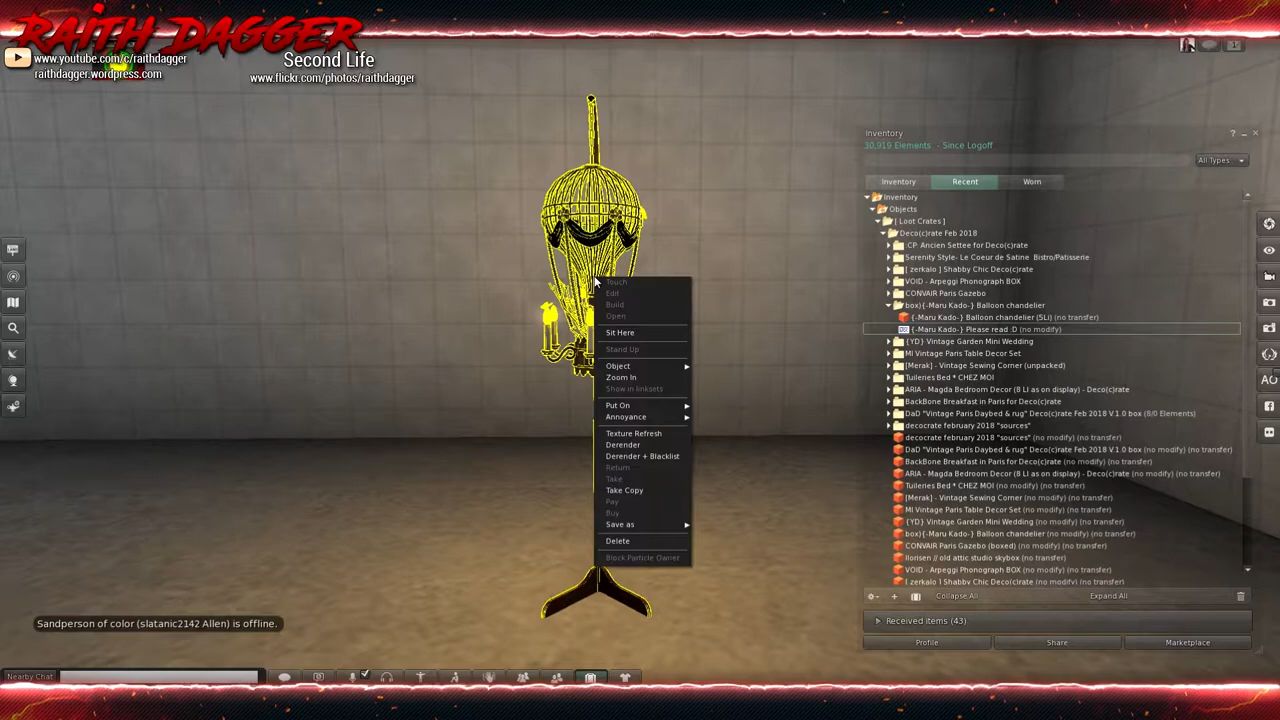 RAITH DAGGER
www.youtube.com/c/raithdagger
raithdagger.wordpress.com
Second Life
www.flickr.com/photos/raithdagger
1
Inventory
? _ ×
30,919 Elements - Since Logoff
All Types
Inventory
Recent
Worn
Inventory
Objects
[ Loot Crates ]
Deco(c)rate Feb 2018
CP: Ancien Settee for Deco(c)rate
Serenity Style- Le Coeur de Satine Bistro/Patisserie
[ zerkalo ] Shabby Chic Deco(c)rate
VOID - Arpeggi Phonograph BOX
CONVAIR Paris Gazebo
box}{-Maru Kado-} Balloon chandelier
{-Maru Kado-} Balloon chandelier (5Li) (no transfer)
{-Maru Kado-} Please read :D (no modify)
{YD} Vintage Garden Mini Wedding
MI Vintage Paris Table Decor Set
[Merak] - Vintage Sewing Corner (unpacked)
Tuileries Bed * CHEZ MOI
ARIA - Magda Bedroom Decor (8 LI as on display) - Deco(c)rate
BackBone Breakfast in Paris for Deco(c)rate
DaD "Vintage Paris Daybed & rug" Deco(c)rate Feb 2018 V.1.0 box (8/0 Elements)
decocrate february 2018 "sources"
decocrate february 2018 "sources" (no modify) (no transfer)
DaD "Vintage Paris Daybed & rug" Deco(c)rate Feb 2018 V.1.0 box (no modify) (no transfer)
BackBone Breakfast in Paris for Deco(c)rate (no modify) (no transfer)
ARIA - Magda Bedroom Decor (8 LI as on display) - Deco(c)rate (no modify) (no transfer)
Tuileries Bed * CHEZ MOI (no modify)
[Merak] - Vintage Sewing Corner (no modify) (no transfer)
MI Vintage Paris Table Decor Set (no modify) (no transfer)
{YD} Vintage Garden Mini Wedding (no modify) (no transfer)
box}{-Maru Kado-} Balloon chandelier (no modify) (no transfer)
CONVAIR Paris Gazebo (boxed) (no modify) (no transfer)
llorisen // old attic studio skybox (no transfer)
VOID - Arpeggi Phonograph BOX (no modify) (no transfer)
[ zerkalo ] Shabby Chic Deco(c)rate (no modify) (no transfer)
Collapse All
Expand All
Received items (43)
Profile
Share
Marketplace
Touch
Edit
Build
Open
Sit Here
Stand Up
Object
Zoom In
Show in linksets
Put On
Annoyance
Texture Refresh
Derender
Derender + Blacklist
Return
Take
Take Copy
Pay
Buy
Save as
Delete
Block Particle Owner
Sandperson of color (slatanic2142 Allen) is offline.
Nearby Chat